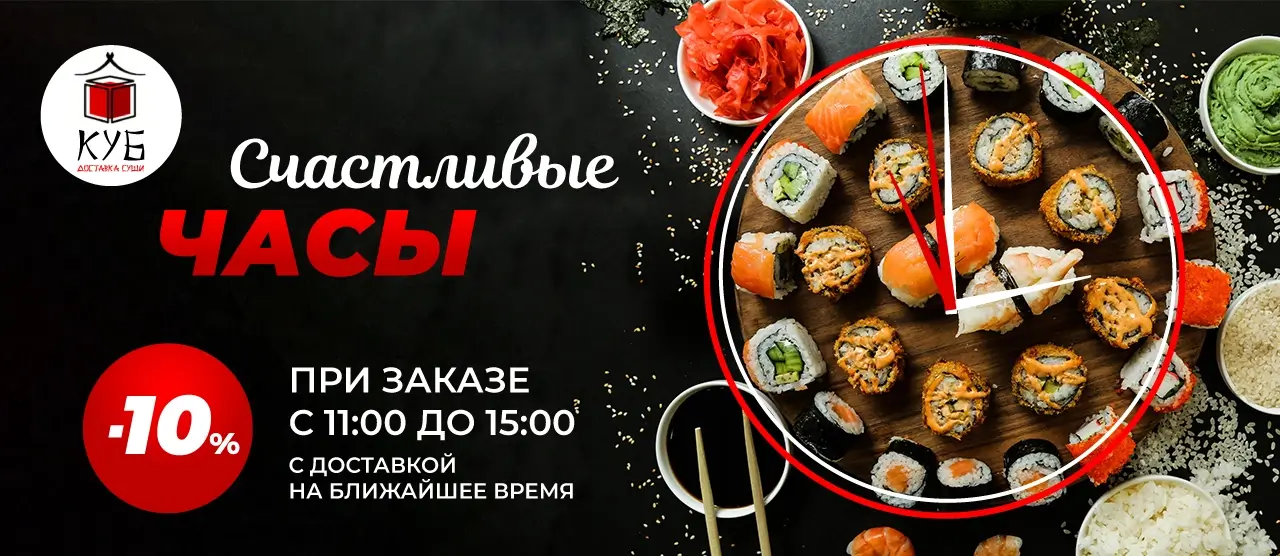 КУБ
ДОСТАВКА СУШИ
Счастливые
ЧАСЫ
-10%
ПРИ ЗАКАЗЕ
С 11:00 ДО 15:00
С ДОСТАВКОЙ
НА БЛИЖАЙШЕЕ ВРЕМЯ